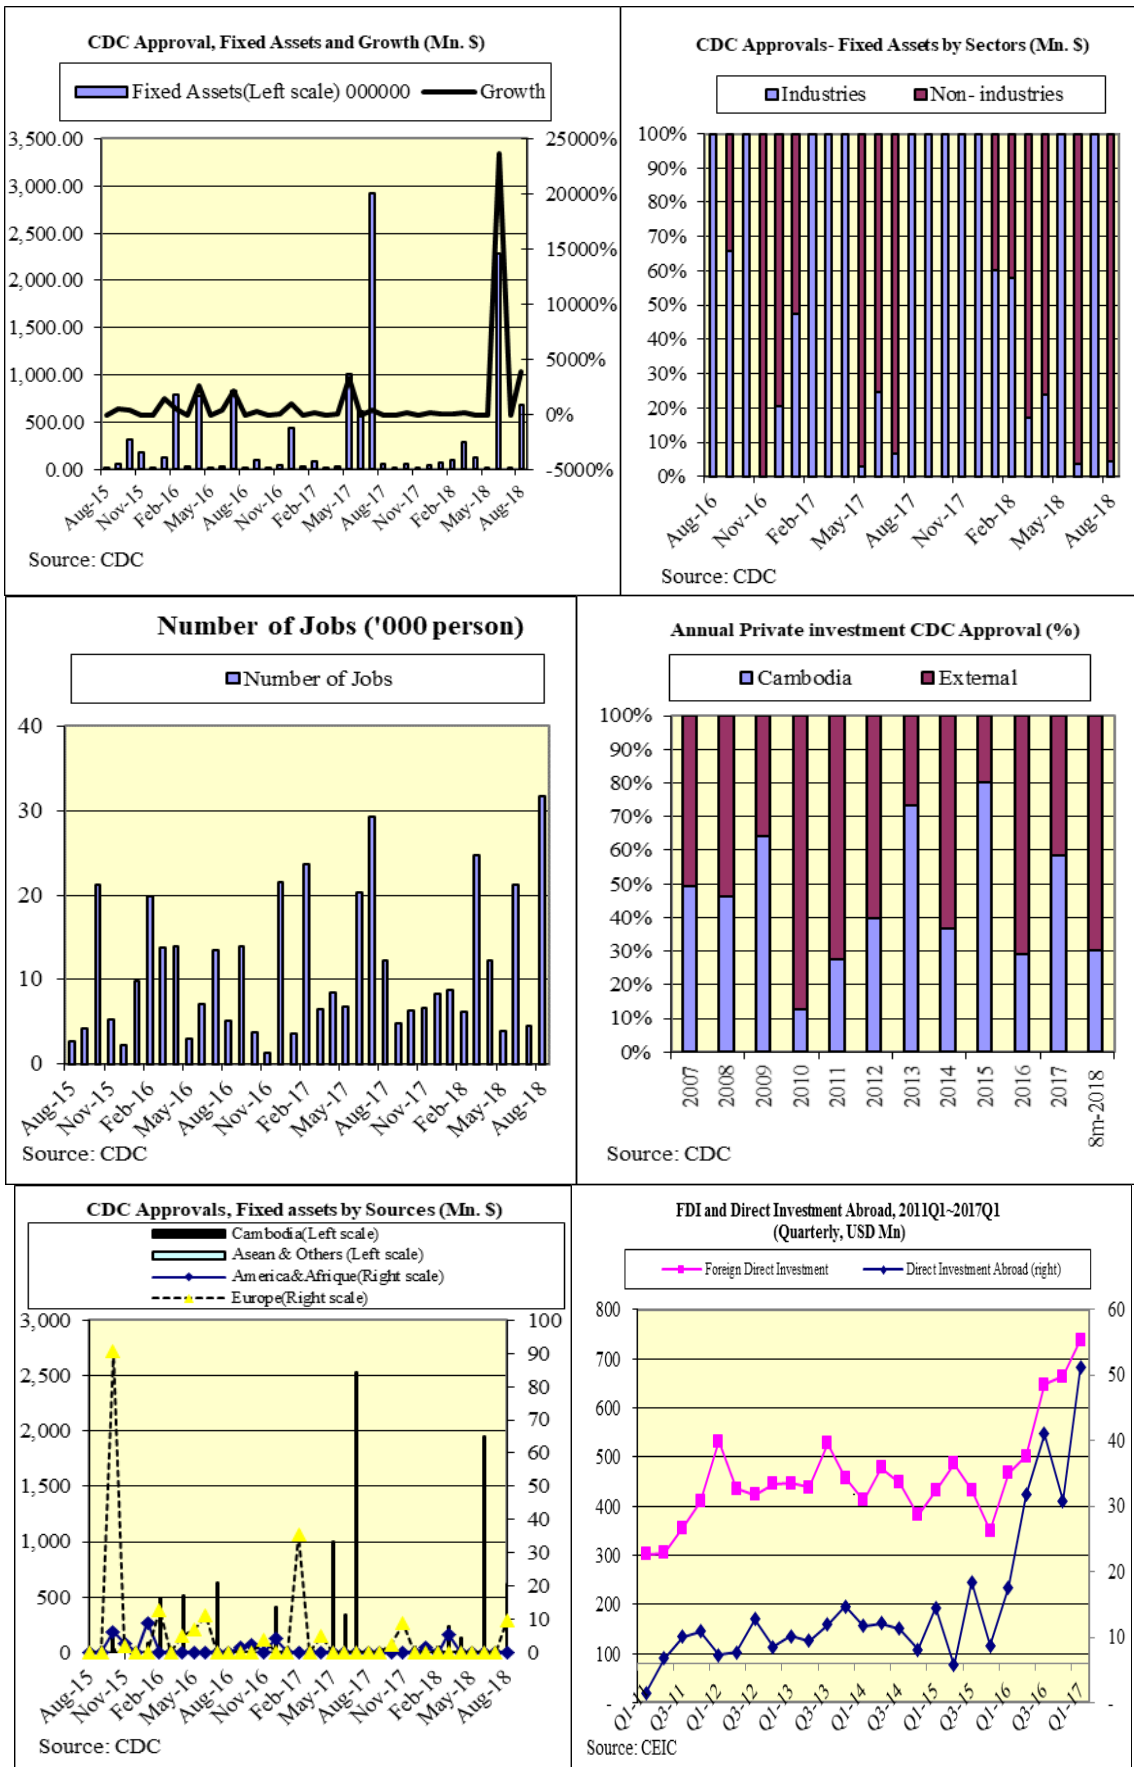 CDC Approval, Fixed Assets and Growth (Mn. $)
Fixed Assets(Left scale) 000000
Growth
3,500.00
3,000.00
2,500.00
2,000.00
1,500.00
1,000.00
500.00
0.00
25000%
20000%
15000%
10000%
5000%
0%
-5000%
Aug-15
Nov-15
Feb-16
May-16
Aug-16
Nov-16
Feb-17
May-17
Aug-17
Nov-17
Feb-18
May-18
Aug-18
Source: CDC
CDC Approvals- Fixed Assets by Sectors (Mn. $)
Industries
Non- industries
100%
90%
80%
70%
60%
50%
40%
30%
20%
10%
0%
Aug-16
Nov-16
Feb-17
May-17
Aug-17
Nov-17
Feb-18
May-18
Aug-18
Source: CDC
Number of Jobs ('000 person)
Number of Jobs
40
30
20
10
0
Aug-15
Nov-15
Feb-16
May-16
Aug-16
Nov-16
Feb-17
May-17
Aug-17
Nov-17
Feb-18
May-18
Aug-18
Source: CDC
Annual Private investment CDC Approval (%)
Cambodia
External
100%
90%
80%
70%
60%
50%
40%
30%
20%
10%
0%
2007
2008
2009
2010
2011
2012
2013
2014
2015
2016
2017
8m-2018
Source: CDC
CDC Approvals, Fixed assets by Sources (Mn. $)
Cambodia(Left scale)
Asean & Others (Left scale)
America&Afrique(Right scale)
Europe(Right scale)
3,000
2,500
2,000
1,500
1,000
500
0
100
90
80
70
60
50
40
30
20
10
0
Aug-15
Nov-15
Feb-16
May-16
Aug-16
Nov-16
Feb-17
May-17
Aug-17
Nov-17
Feb-18
May-18
Aug-18
Source: CDC
FDI and Direct Investment Abroad, 2011Q1~2017Q1
(Quarterly, USD Mn)
Foreign Direct Investment
Direct Investment Abroad (right)
800
700
600
500
400
300
200
100
-
60
50
40
30
20
10
-
Q1-11
Q3-11
Q1-12
Q3-12
Q1-13
Q3-13
Q1-14
Q3-14
Q1-15
Q3-15
Q1-16
Q3-16
Q1-17
Source: CEIC